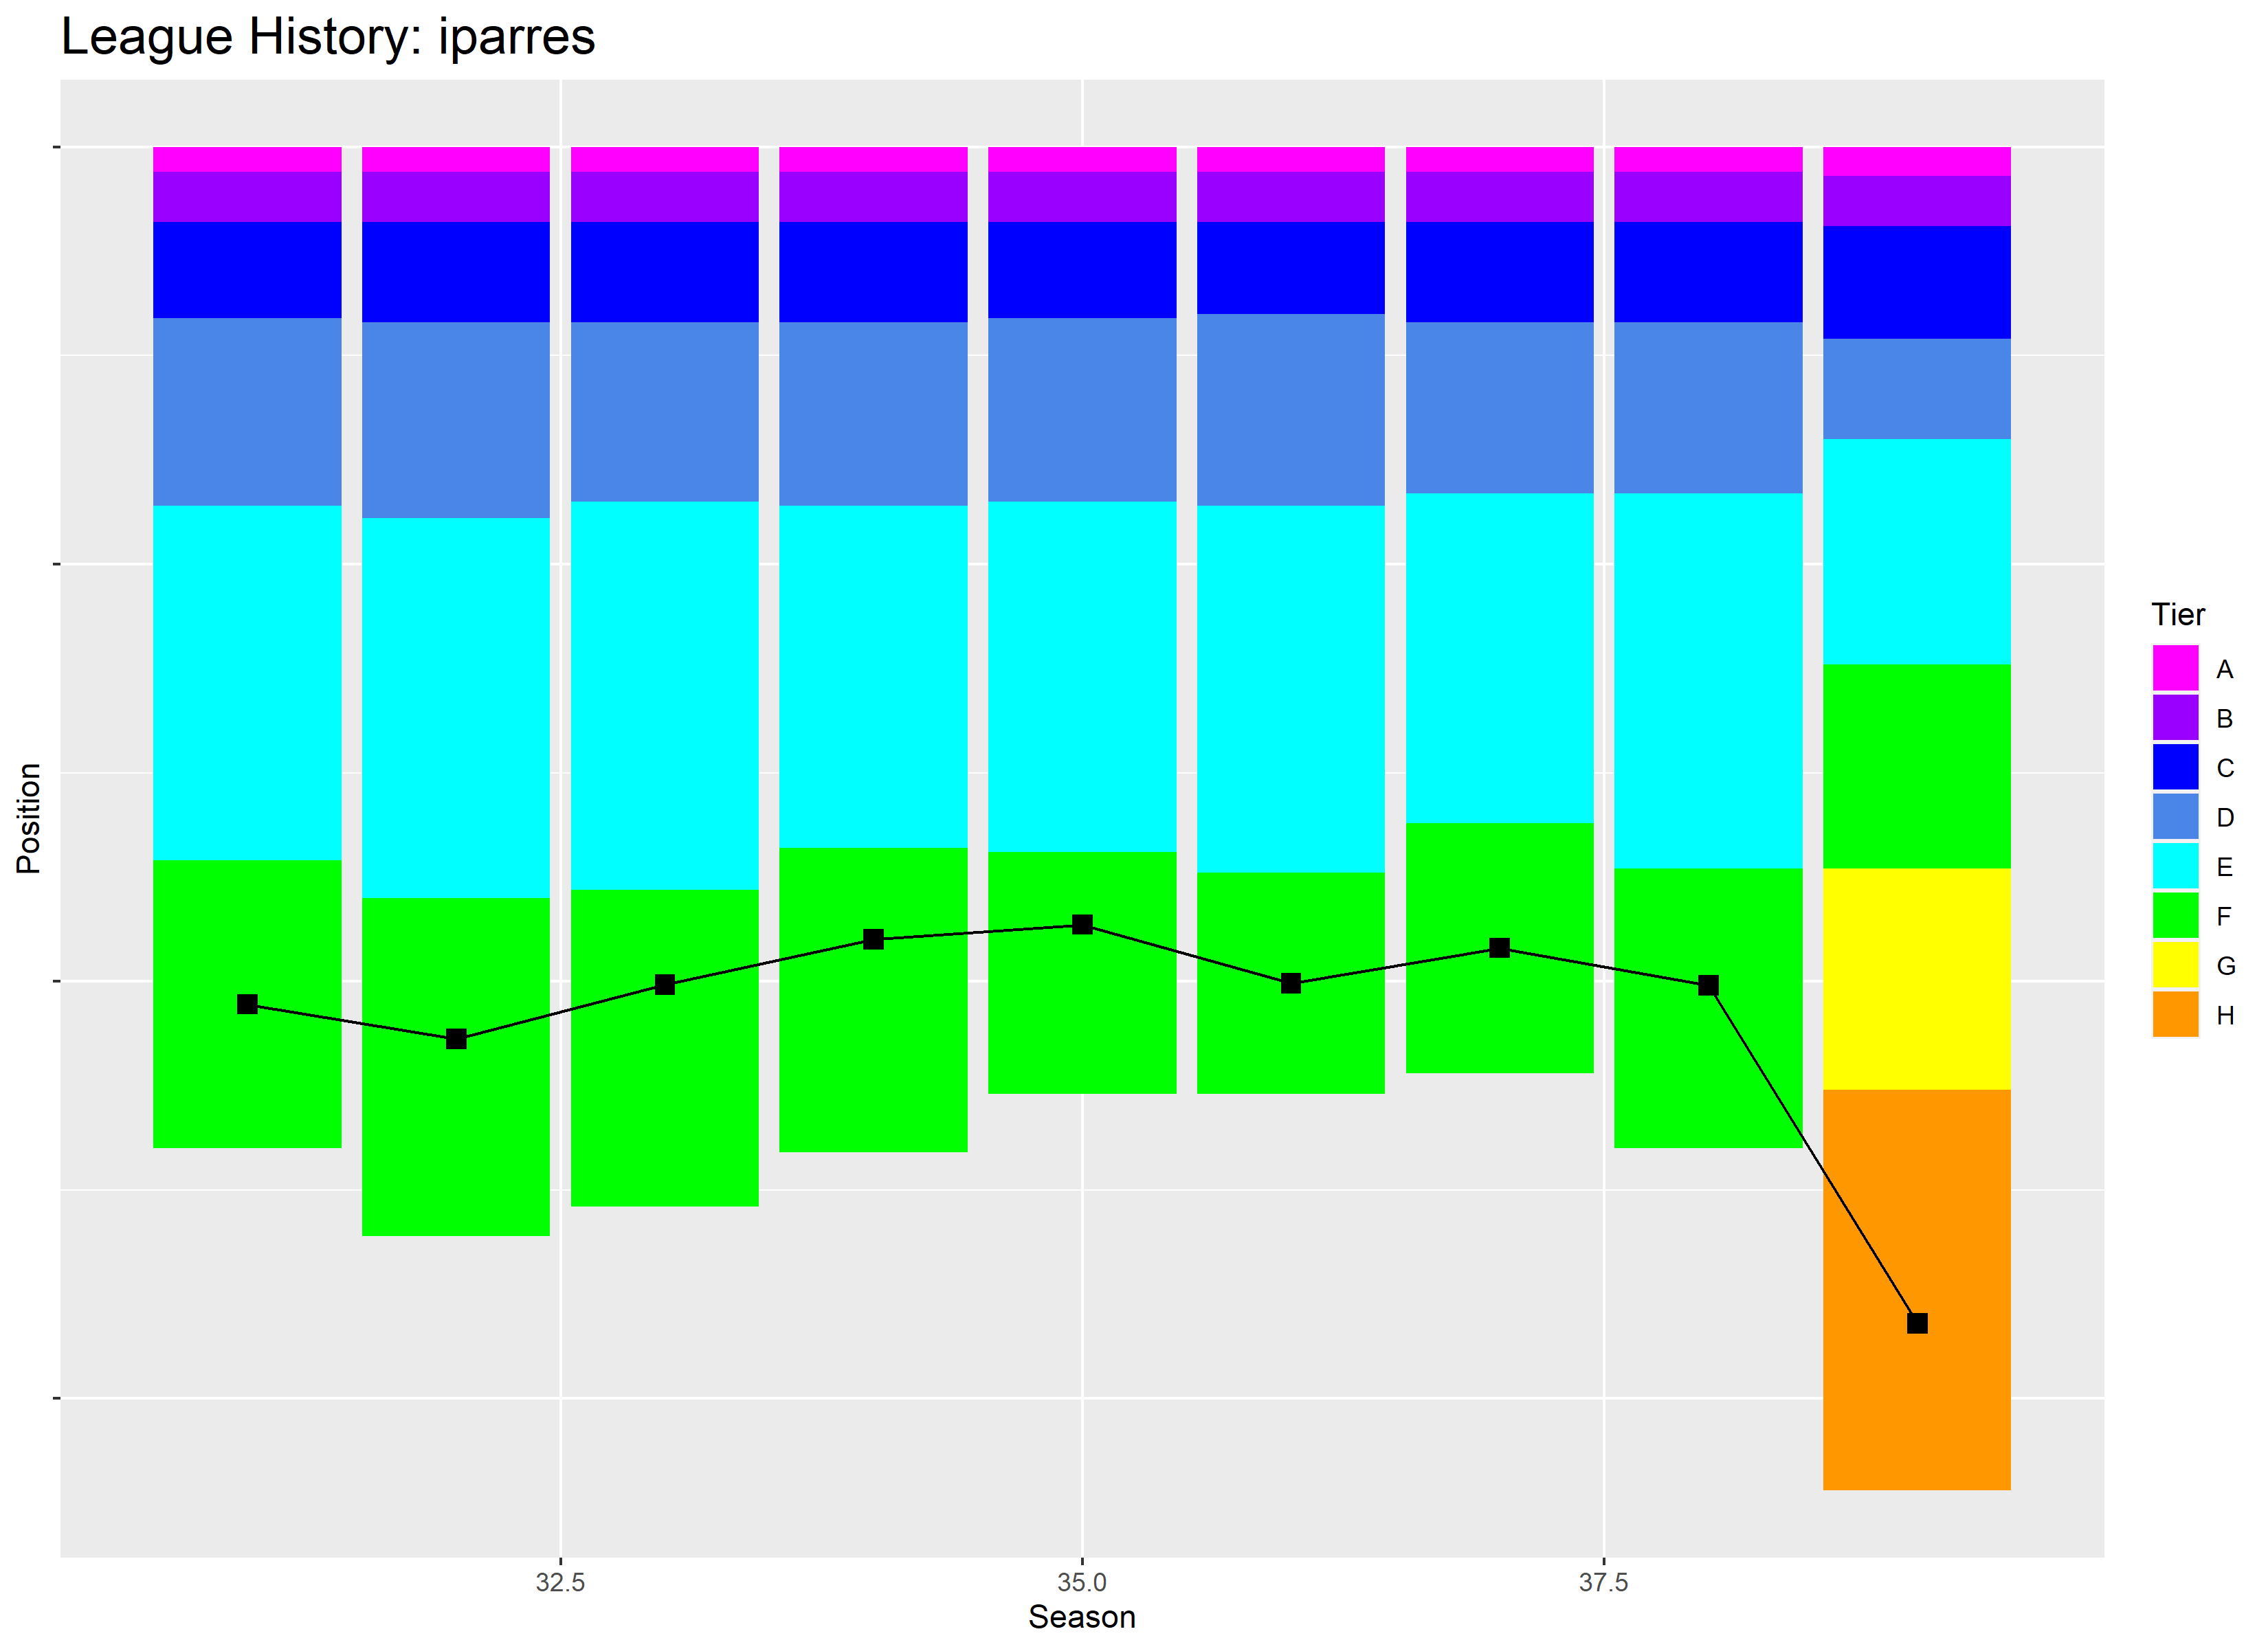 League History: iparres
Position
32.5
35.0
37.5
Season
Tier
A
B
C
D
E
F
G
H